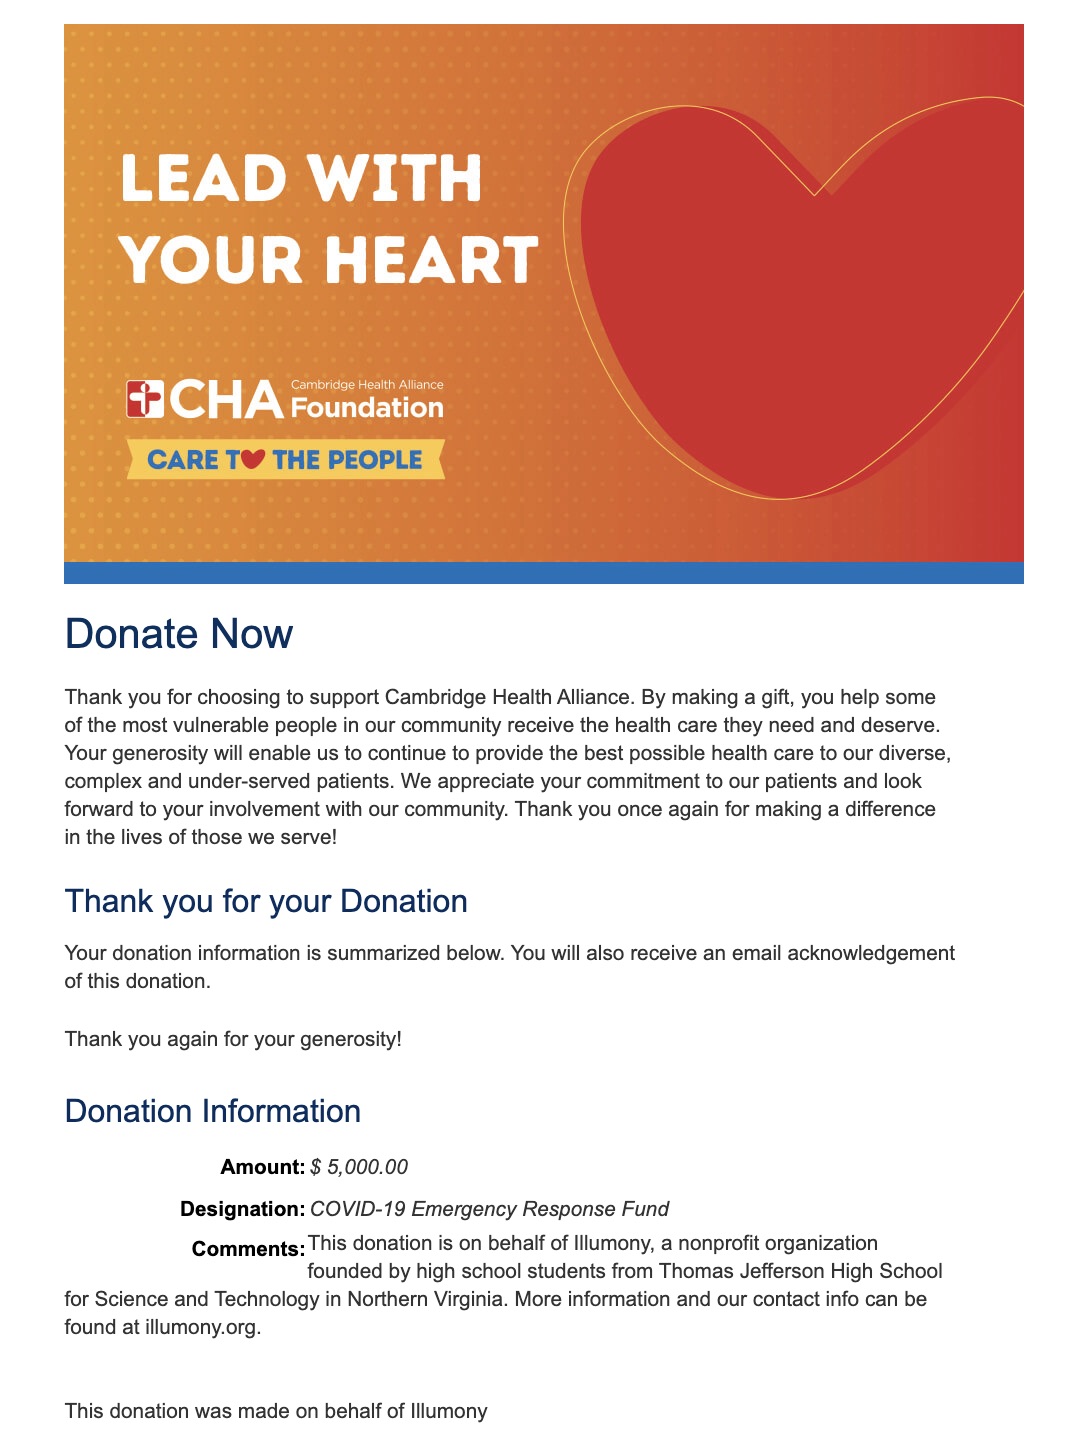 LEAD WITH
YOUR HEART
CHA Cambridge Health Alliance
Foundation
CARE T THE PEOPLE
Donate Now
Thank you for choosing to support Cambridge Health Alliance. By making a gift, you help some
of the most vulnerable people in our community receive the health care they need and deserve.
Your generosity will enable us to continue to provide the best possible health care to our diverse,
complex and under-served patients. We appreciate your commitment to our patients and look
forward to your involvement with our community. Thank you once again for making a difference
in the lives of those we serve!
Thank you for your Donation
Your donation information is summarized below. You will also receive an email acknowledgement
of this donation.
Thank you again for your generosity!
Donation Information
Amount: $ 5,000.00
Designation: COVID-19 Emergency Response Fund
Comments: This donation is on behalf of Illumony, a nonprofit organization
founded by high school students from Thomas Jefferson High School
for Science and Technology in Northern Virginia. More information and our contact info can be
found at illumony.org.
This donation was made on behalf of Illumony